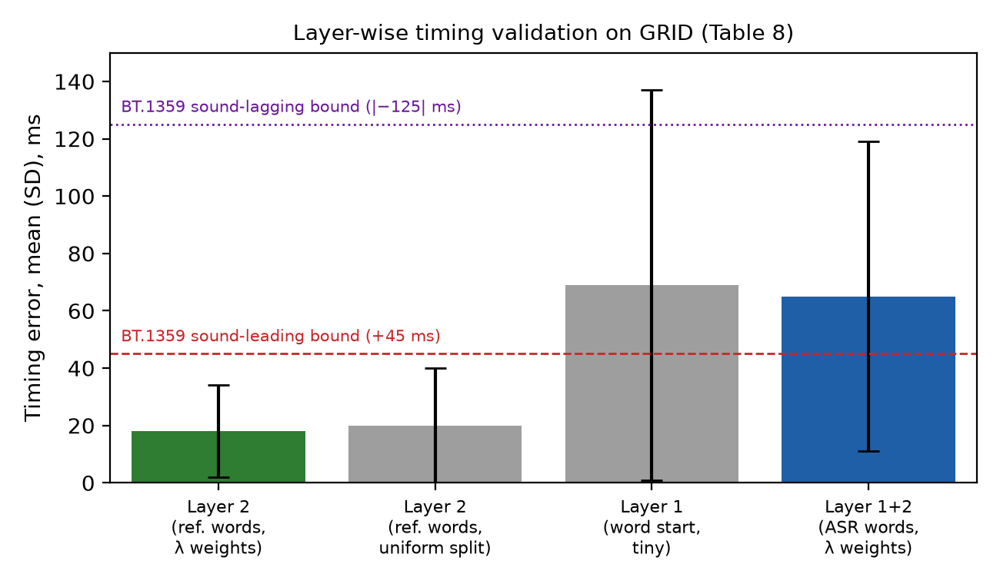 Layer-wise timing validation on GRID (Table 8)
Timing error, mean (SD), ms
140
120
100
80
60
40
20
0
BT.1359 sound-lagging bound (|−125| ms)
BT.1359 sound-leading bound (+45 ms)
Layer 2
(ref. words,
λ weights)
Layer 2
(ref. words,
uniform split)
Layer 1
(word start,
tiny)
Layer 1+2
(ASR words,
λ weights)